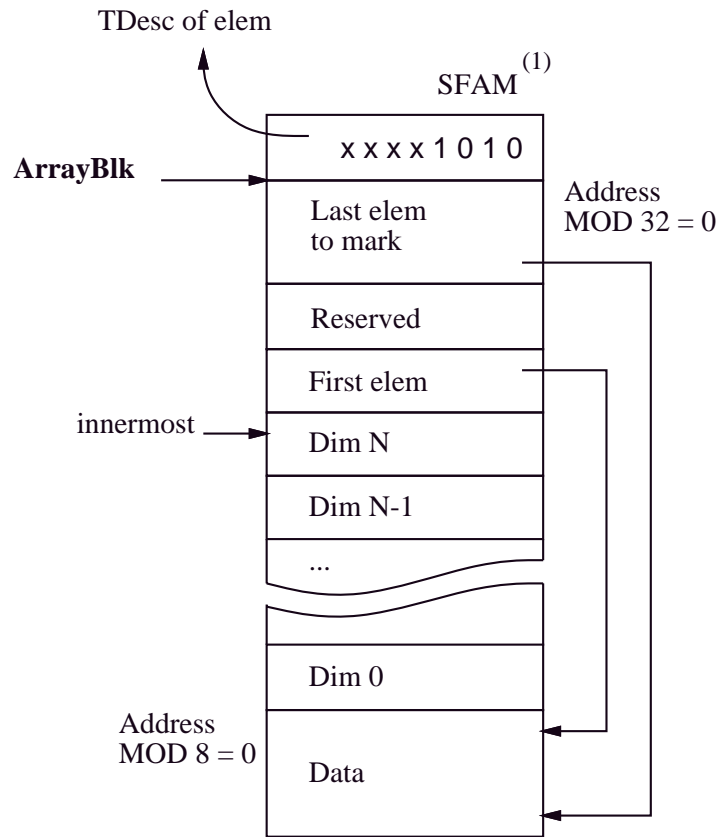 TDesc of elem
SFAM (1)
x x x x 1 0 1 0
ArrayBlk
Address
MOD 32 = 0
Last elem
to mark
Reserved
First elem
innermost
Dim N
Dim N-1
...
Dim 0
Address
MOD 8 = 0
Data